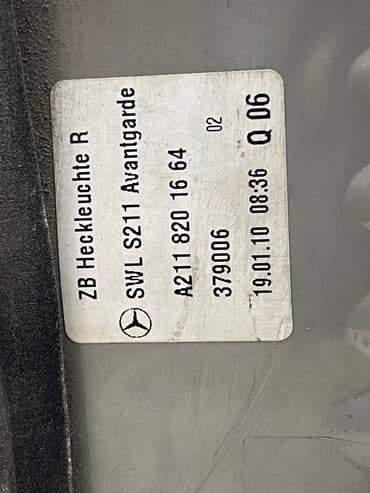 ZB Heckleuchte R
SWL S211 Avantgarde
A211 820 16 64
379006 02
19.01.10 08:36 Q 06